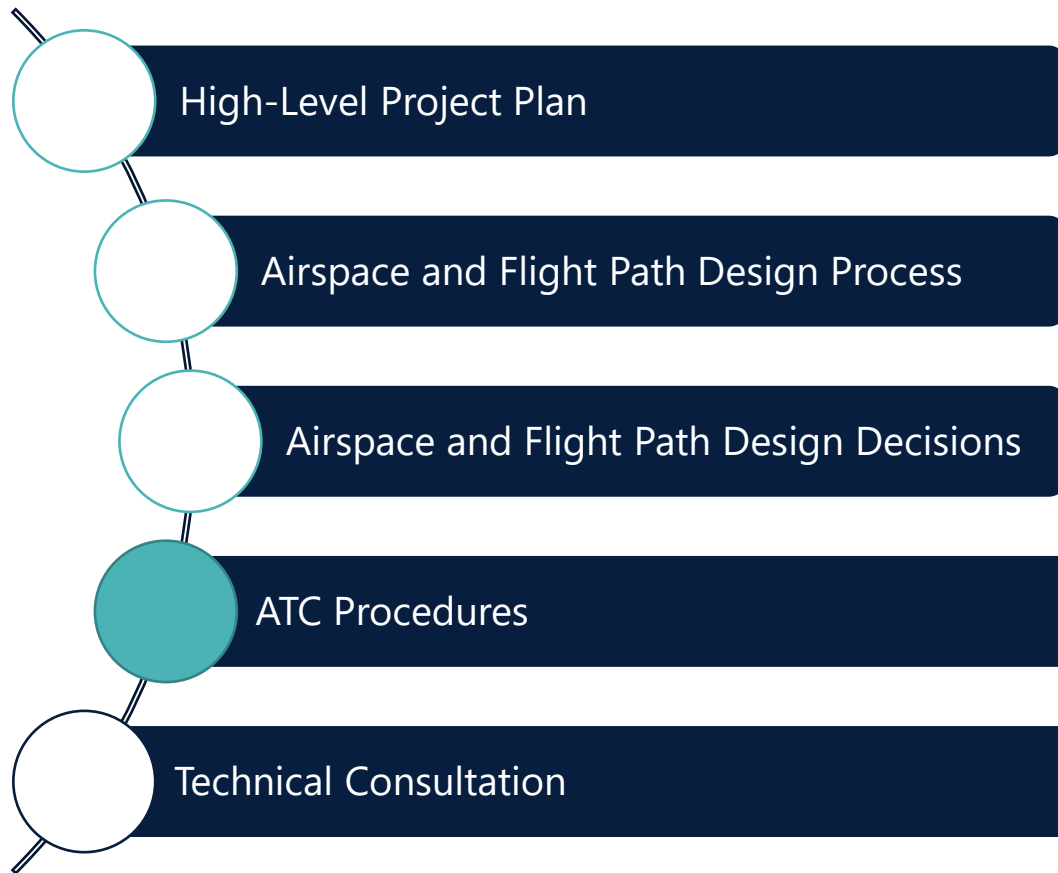 High-Level Project Plan
Airspace and Flight Path Design Process
Airspace and Flight Path Design Decisions
ATC Procedures
Technical Consultation